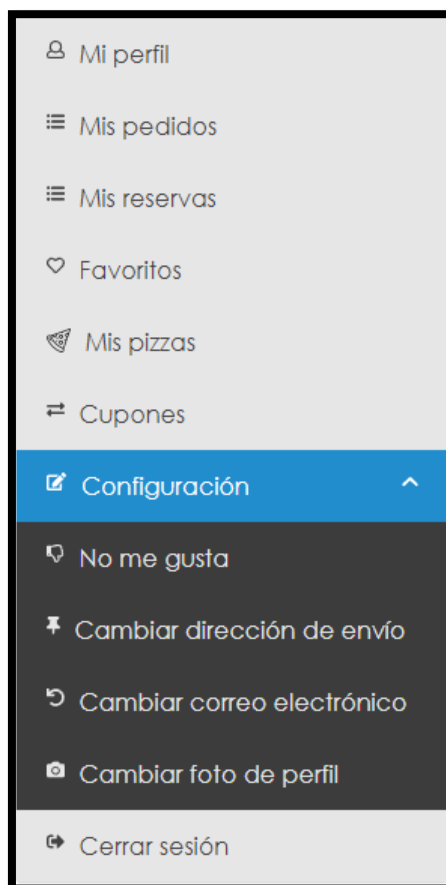 Mi perfil
Mis pedidos
Mis reservas
Favoritos
Mis pizzas
Cupones
Configuración
No me gusta
Cambiar dirección de envío
Cambiar correo electrónico
Cambiar foto de perfil
Cerrar sesión